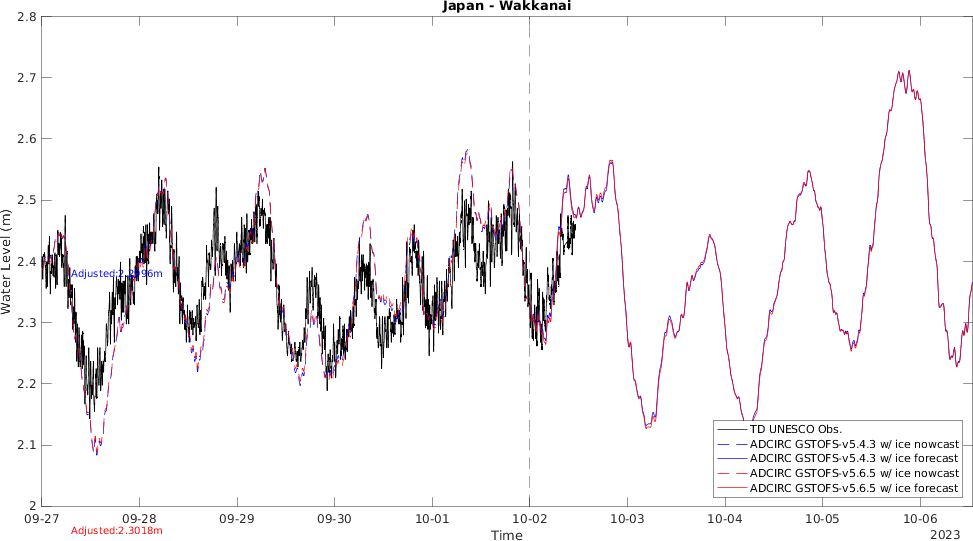 Japan - Wakkanai
2.8
2.7
2.6
2.5
2.4
2.3
2.2
2.1
2
Water Level (m)
Adjusted:2.2996m
TD UNESCO Obs.
ADCIRC GSTOFS-v5.4.3 w/ ice nowcast
ADCIRC GSTOFS-v5.4.3 w/ ice forecast
ADCIRC GSTOFS-v5.6.5 w/ ice nowcast
ADCIRC GSTOFS-v5.6.5 w/ ice forecast
09-27 09-28 09-29 09-30 10-01 10-02 10-03 10-04 10-05 10-06
Adjusted:2.3018m
Time
2023